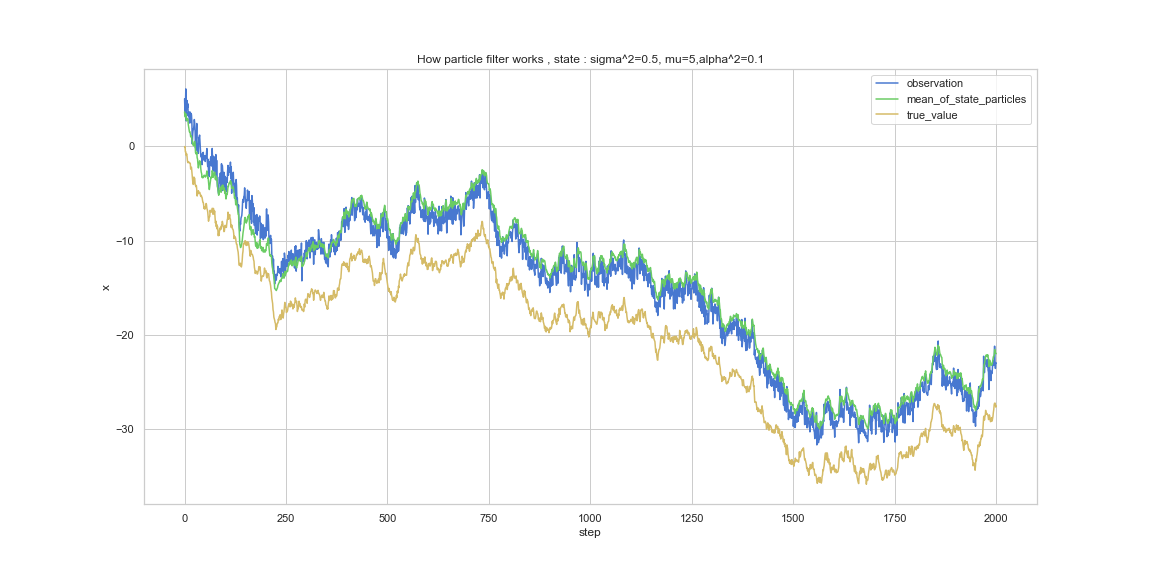 How particle filter works , state : sigma^2=0.5, mu=5,alpha^2=0.1
observation
mean_of_state_particles
true_value
0
−10
−20
−30
x
0 250 500 750 1000 1250 1500 1750 2000
step